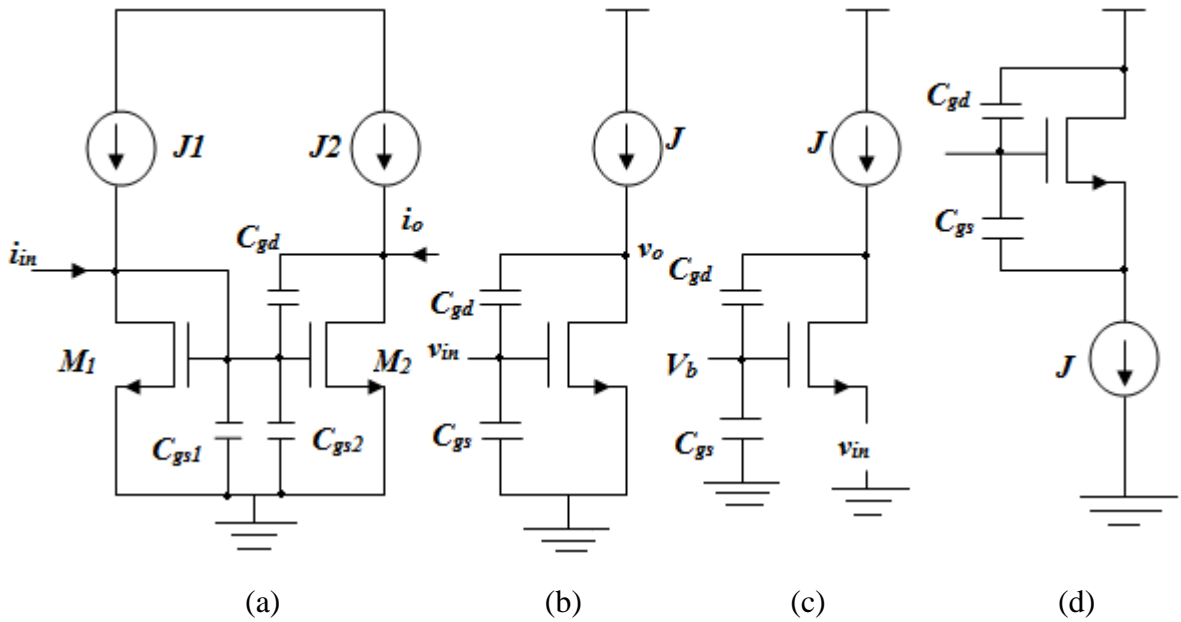 J1
J2
i_o
C_gd
i_in
M_1
M_2
C_gs1
C_gs2
(a)
J
v_o
C_gd
v_in
C_gs
(b)
J
C_gd
V_b
C_gs
v_in
(c)
C_gd
C_gs
J
(d)